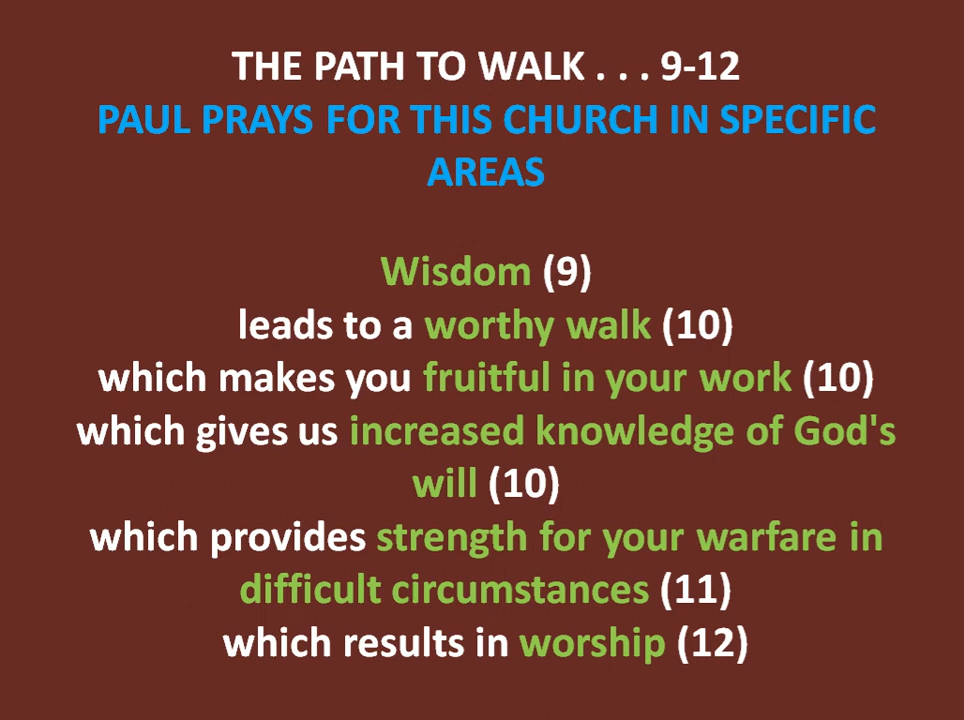 THE PATH TO WALK . . . 9-12
PAUL PRAYS FOR THIS CHURCH IN SPECIFIC
AREAS
Wisdom (9)
leads to a worthy walk (10)
which makes you fruitful in your work (10)
which gives us increased knowledge of God's
will (10)
which provides strength for your warfare in
difficult circumstances (11)
which results in worship (12)